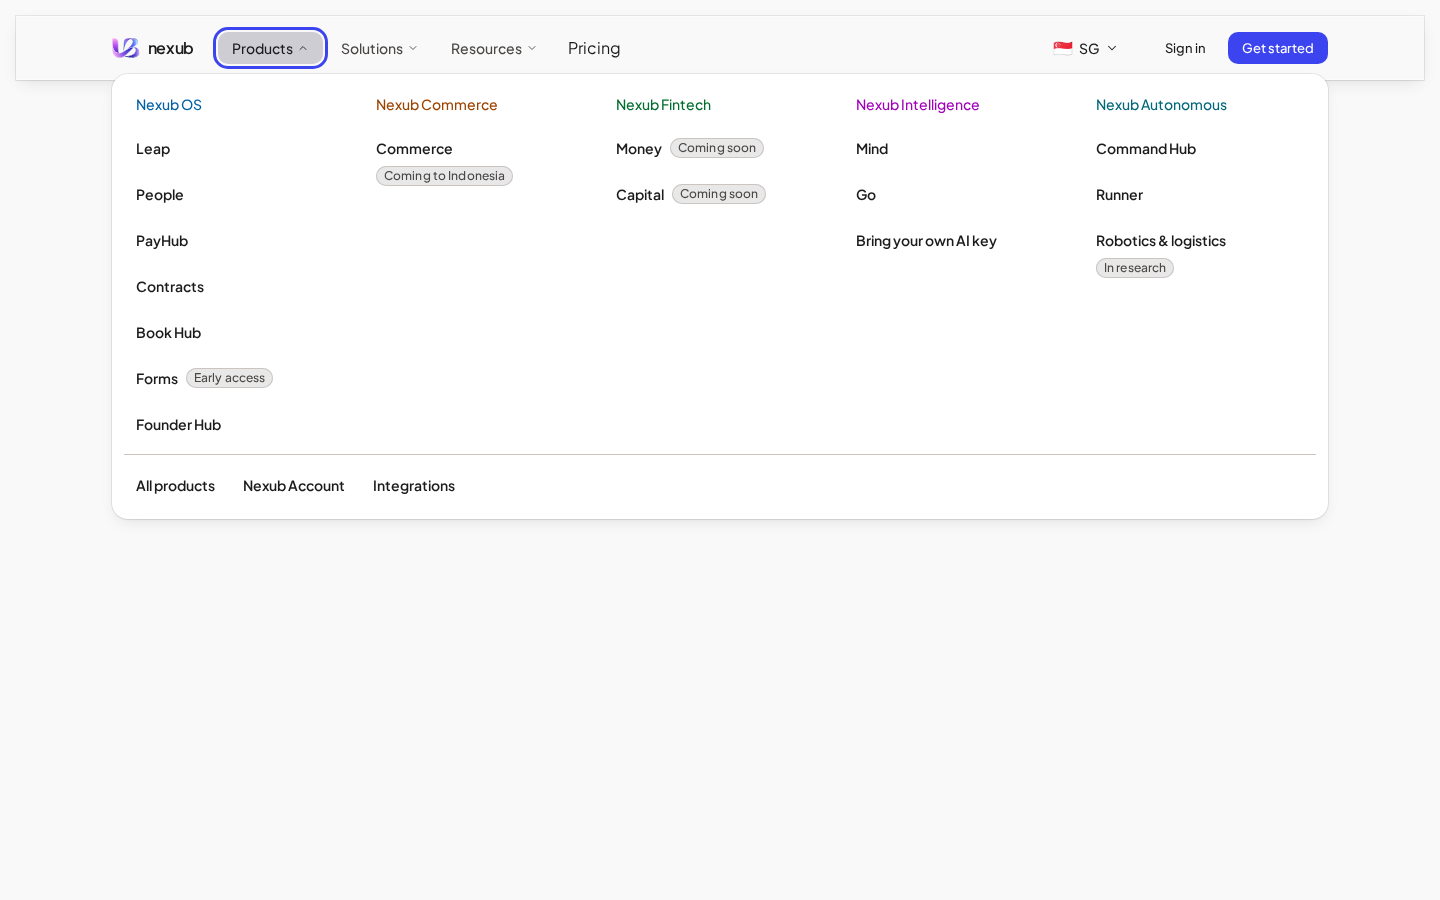 nexub
Products
Solutions
Resources
Pricing
SG
Sign in
Get started
Nexub OS
Leap
People
PayHub
Contracts
Book Hub
Forms Early access
Founder Hub
Nexub Commerce
Commerce
Coming to Indonesia
Nexub Fintech
Money Coming soon
Capital Coming soon
Nexub Intelligence
Mind
Go
Bring your own AI key
Nexub Autonomous
Command Hub
Runner
Robotics & logistics
In research
All products
Nexub Account
Integrations